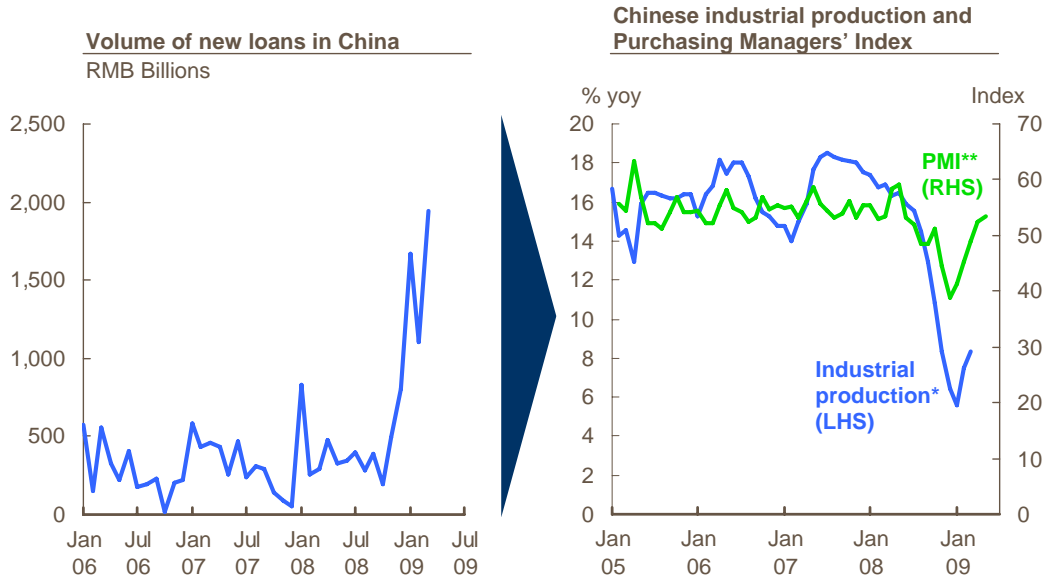 Volume of new loans in China
RMB Billions
2,500
2,000
1,500
1,000
500
0
Jan Jul Jan Jul Jan Jul Jan Jul
06 06 07 07 08 08 09 09
Chinese industrial production and
Purchasing Managers’ Index
% yoy
Index
20
18
16
14
12
10
8
6
4
2
0
70
60
50
40
30
20
10
0
PMI**
(RHS)
Industrial
production*
(LHS)
Jan Jan Jan Jan Jan
05 06 07 08 09